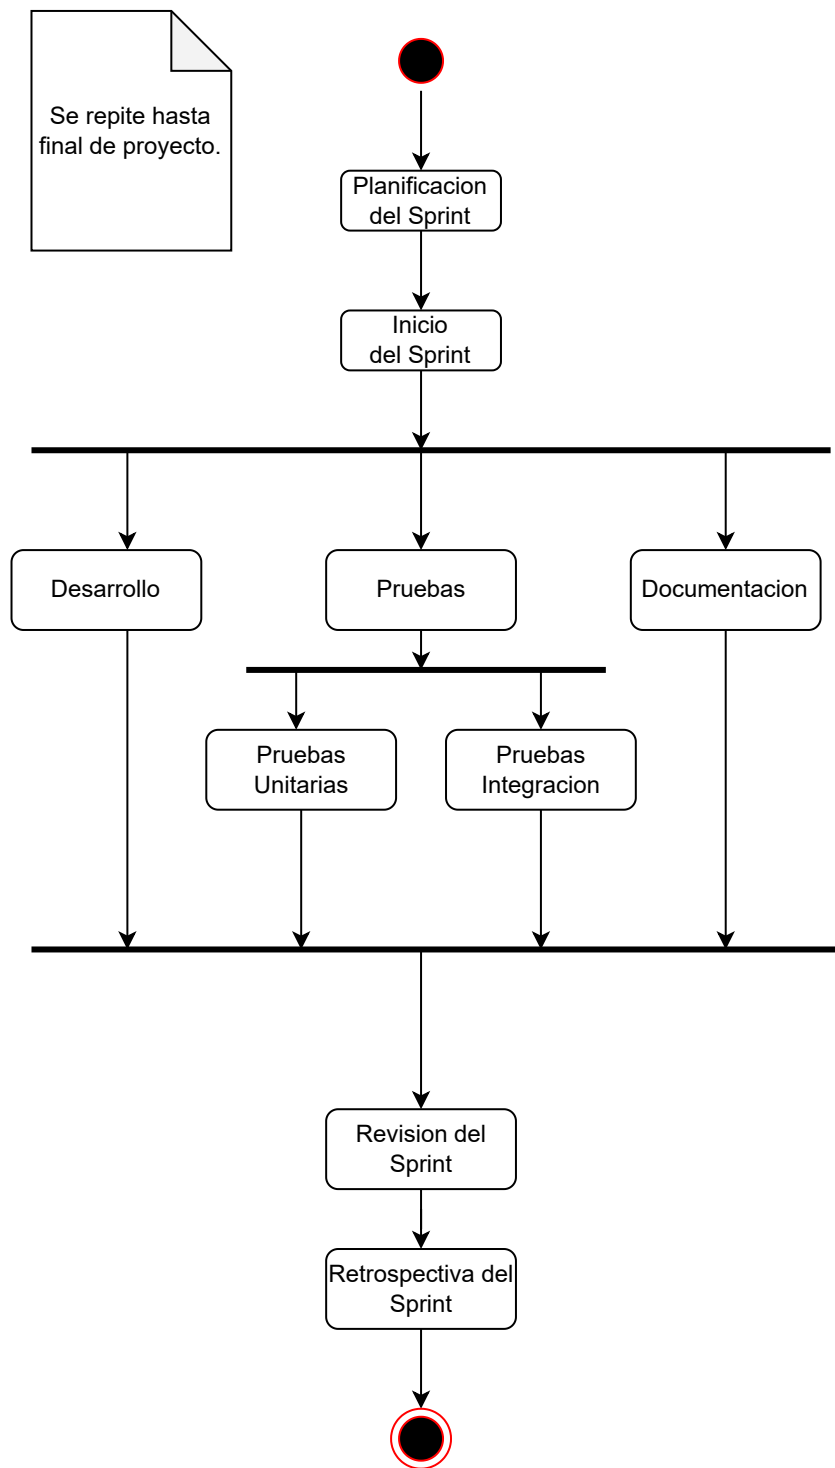 Se repite hasta
final de proyecto.
Planificacion
del Sprint
Inicio
del Sprint
Desarrollo
Pruebas
Documentacion
Pruebas
Unitarias
Pruebas
Integracion
Revision del
Sprint
Retrospectiva del
Sprint